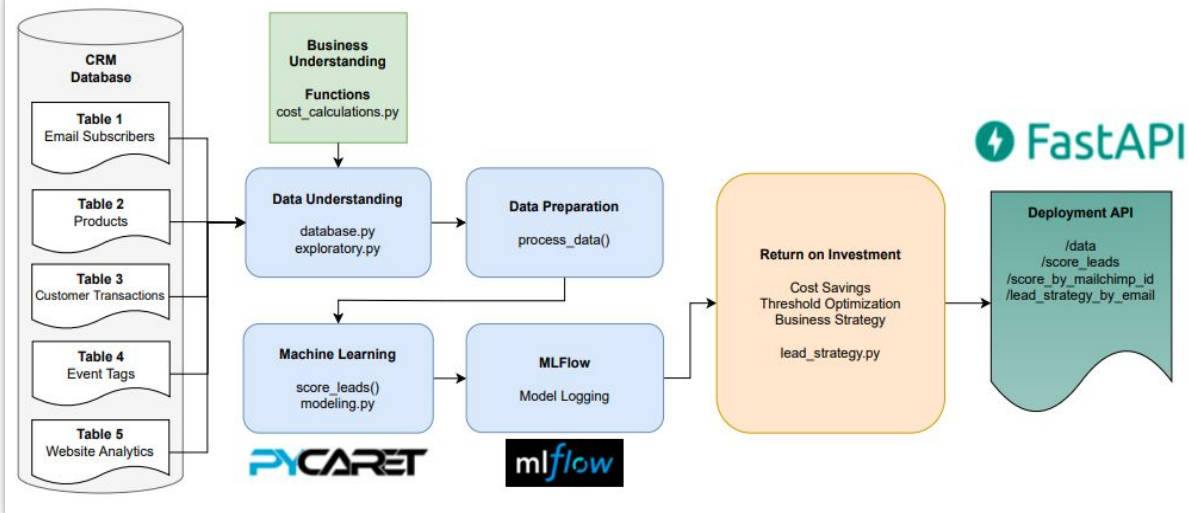 CRM
Database
Table 1
Email Subscribers
Table 2
Products
Table 3
Customer Transactions
Table 4
Event Tags
Table 5
Website Analytics
Business
Understanding
Functions
cost_calculations.py
Data Understanding
database.py
exploratory.py
Data Preparation
process_data()
Machine Learning
score_leads()
modeling.py
PYCARET
MLFlow
Model Logging
mlflow
Return on Investment
Cost Savings
Threshold Optimization
Business Strategy
lead_strategy.py
FastAPI
Deployment API
/data
/score_leads
/score_by_mailchimp_id
/lead_strategy_by_email